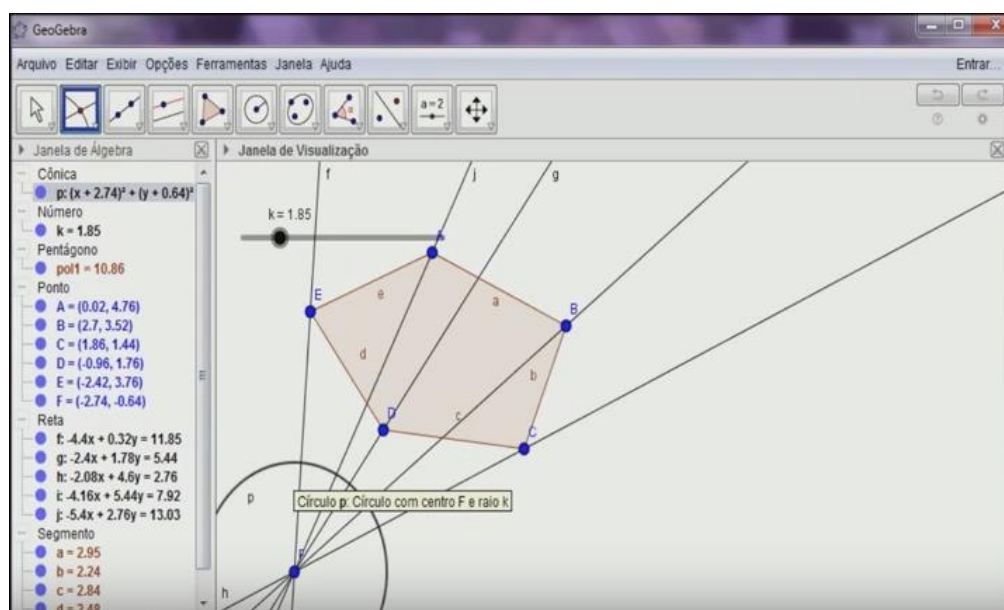 GeoGebra
Arquivo Editar Exibir Opções Ferramentas Janela Ajuda
Entrar...
a=2
Janela de Álgebra
Cônica
p: (x + 2.74)² + (y + 0.64)²
Número
k = 1.85
Pentágono
pol1 = 10.86
Ponto
A = (0.02, 4.76)
B = (2.7, 3.52)
C = (1.86, 1.44)
D = (-0.96, 1.76)
E = (-2.42, 3.76)
F = (-2.74, -0.64)
Reta
f: -4.4x + 0.32y = 11.85
g: -2.4x + 1.78y = 5.44
h: -2.08x + 4.6y = 2.76
i: -4.16x + 5.44y = 7.92
j: -5.4x + 2.76y = 13.03
Segmento
a = 2.95
b = 2.24
c = 2.84
d = 2.48
Janela de Visualização
f
j
g
k = 1.85
A
E
e
a
B
d
b
D
c
C
p
Círculo p: Círculo com centro F e raio k
F
h